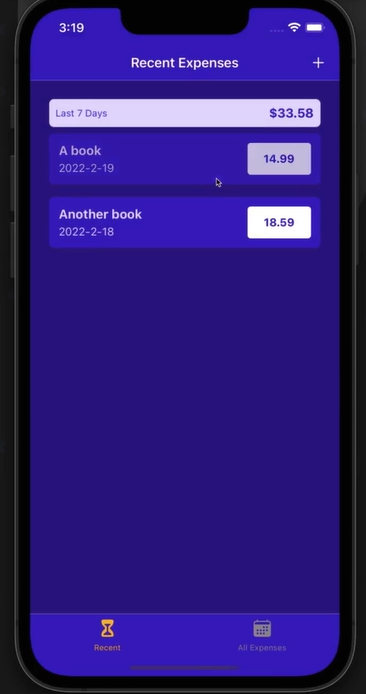 3:19
Recent Expenses +
Last 7 Days $33.58
A book
2022-2-19
14.99
Another book
2022-2-18
18.59
Recent All Expenses